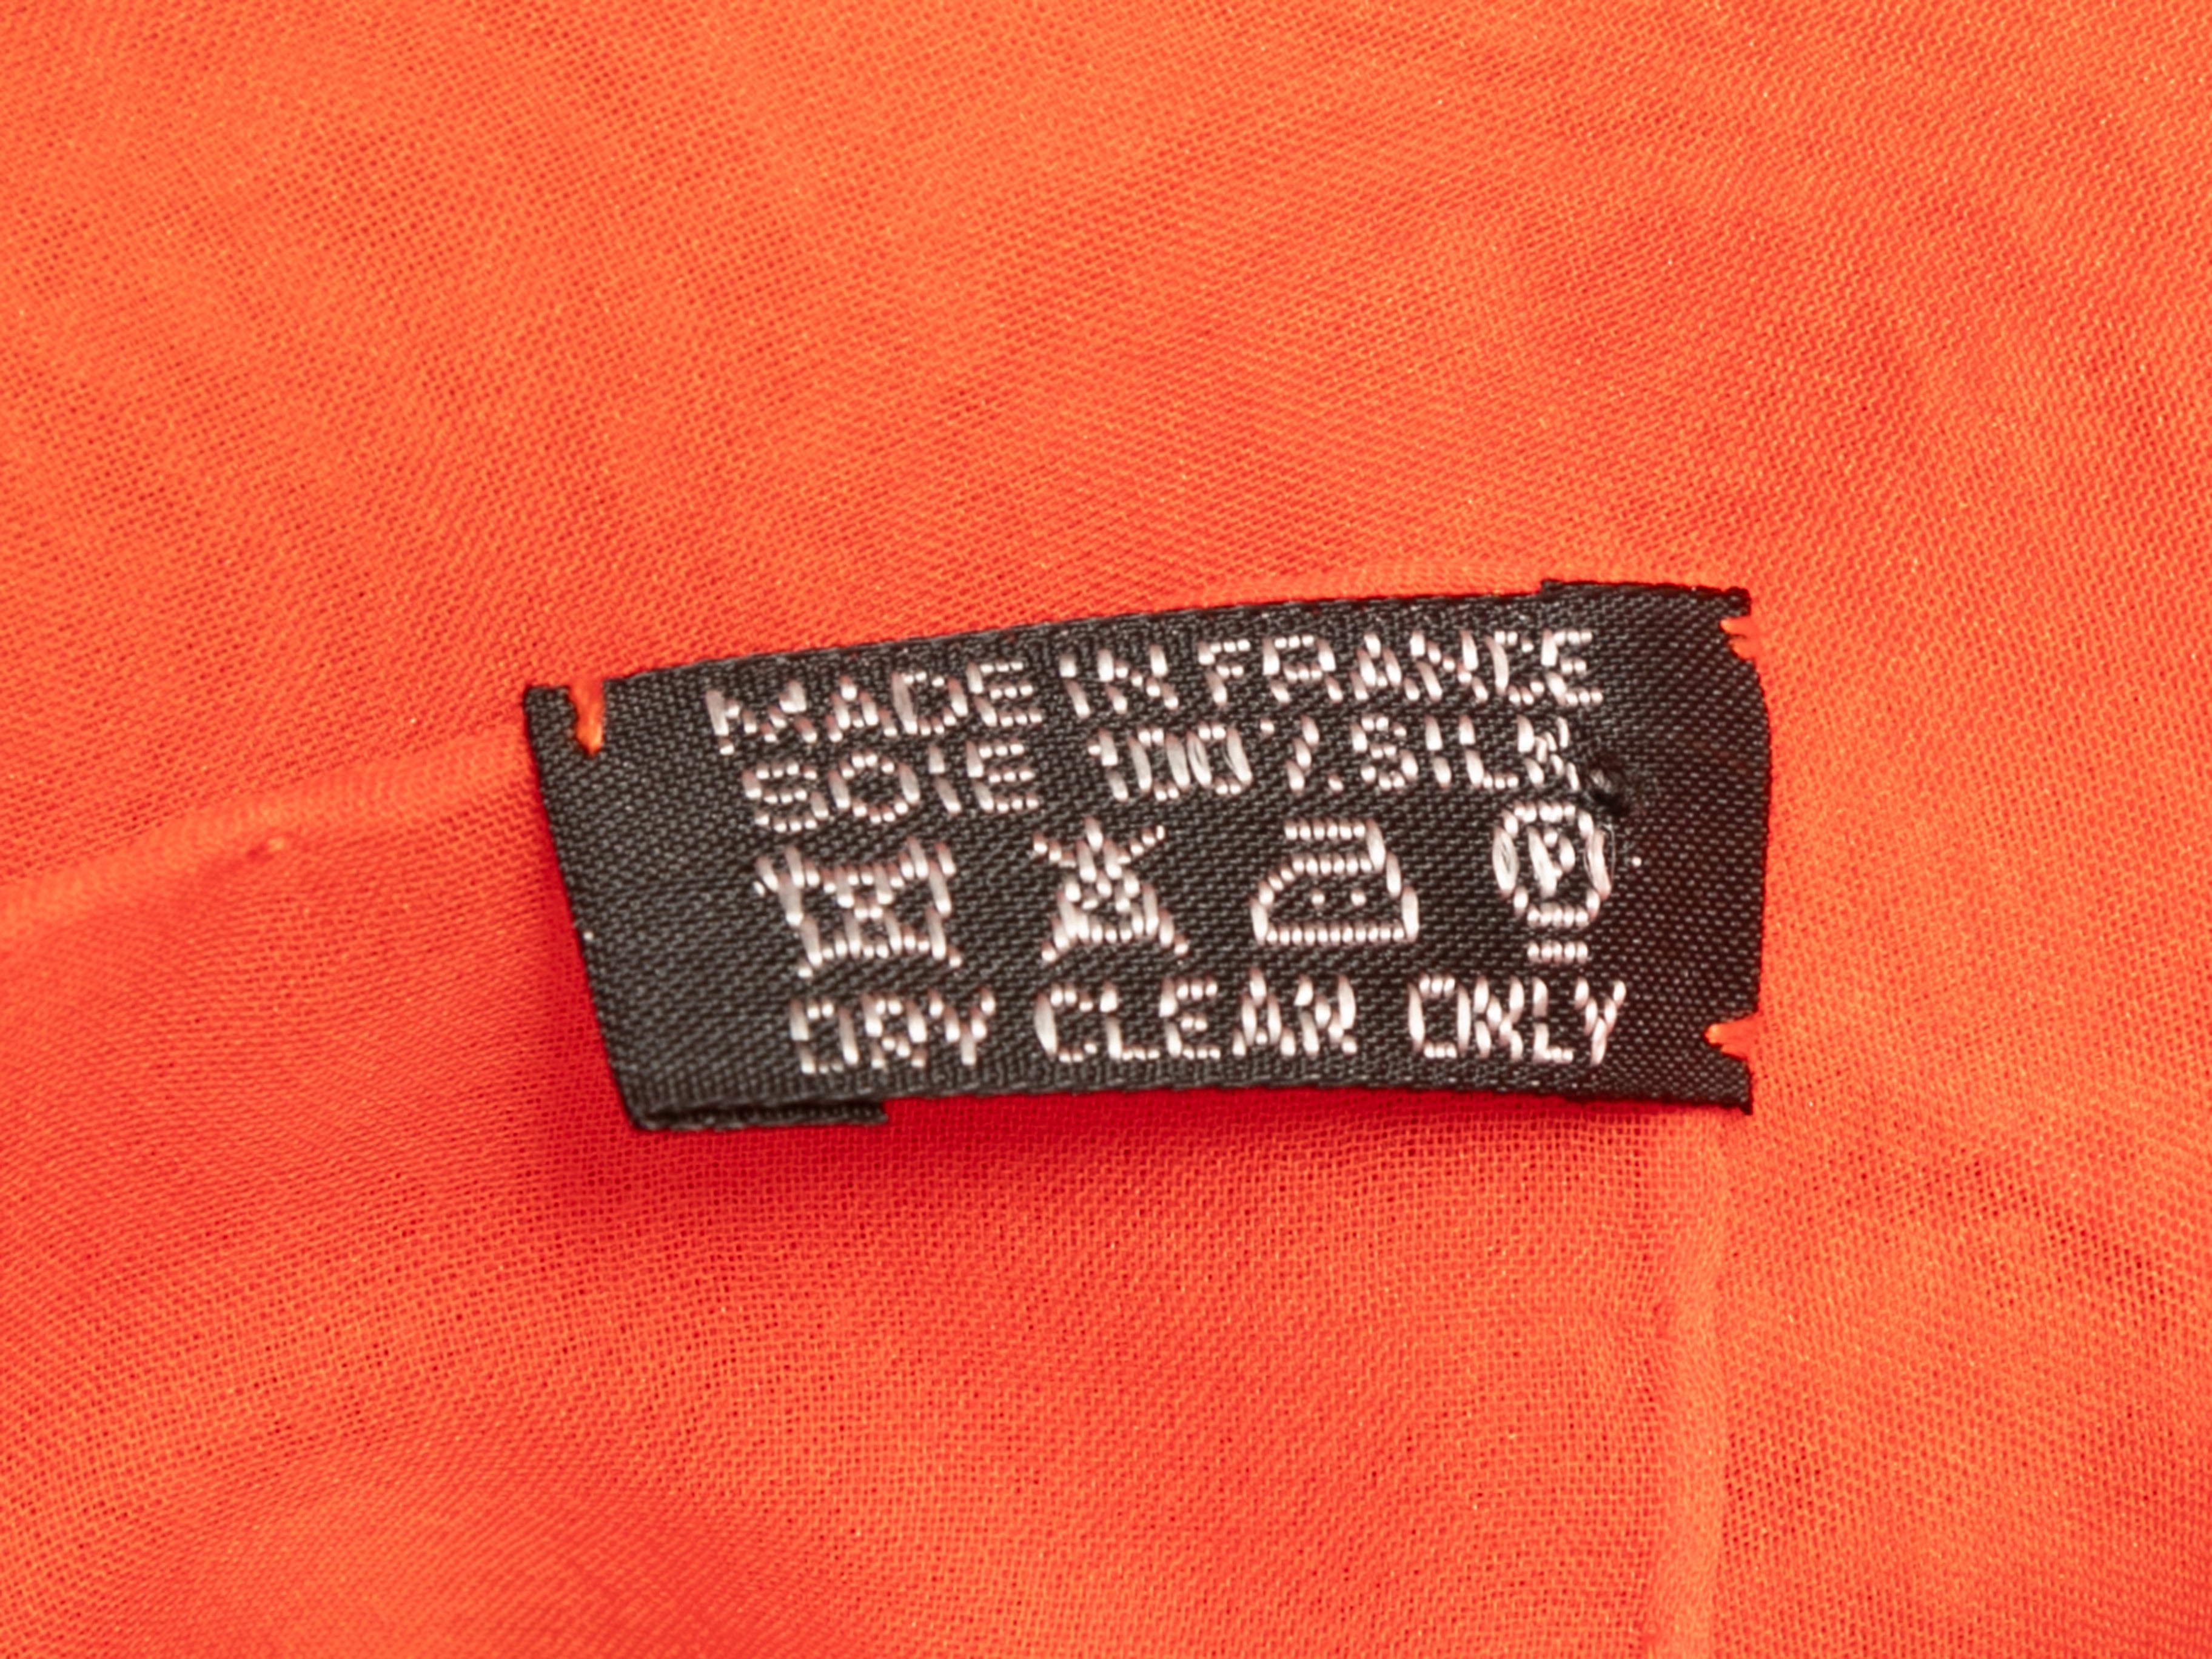 MADE IN FRANCE
SOIE 100% SILK
P
DRY CLEAN ONLY